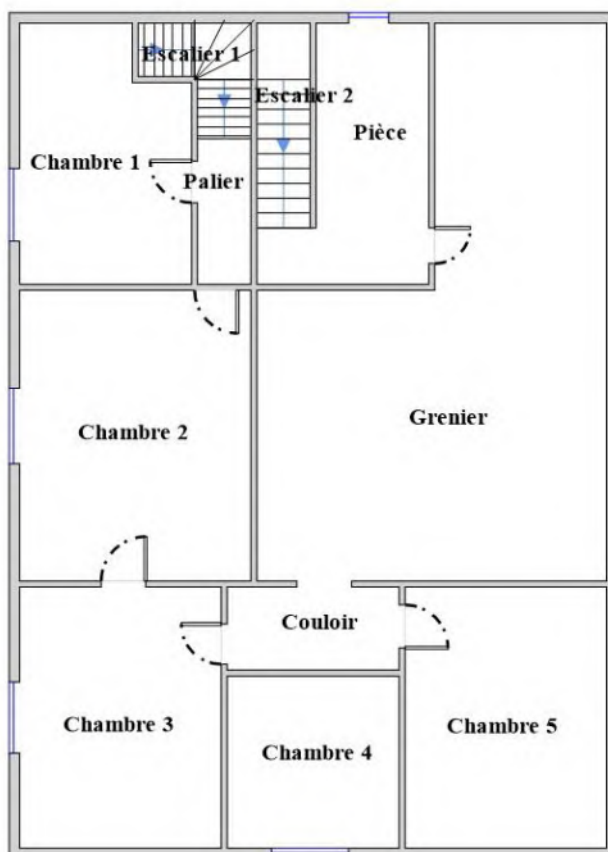 Escalier 1
Escalier 2
Pièce
Chambre 1
Palier
Grenier
Chambre 2
Couloir
Chambre 3
Chambre 4
Chambre 5